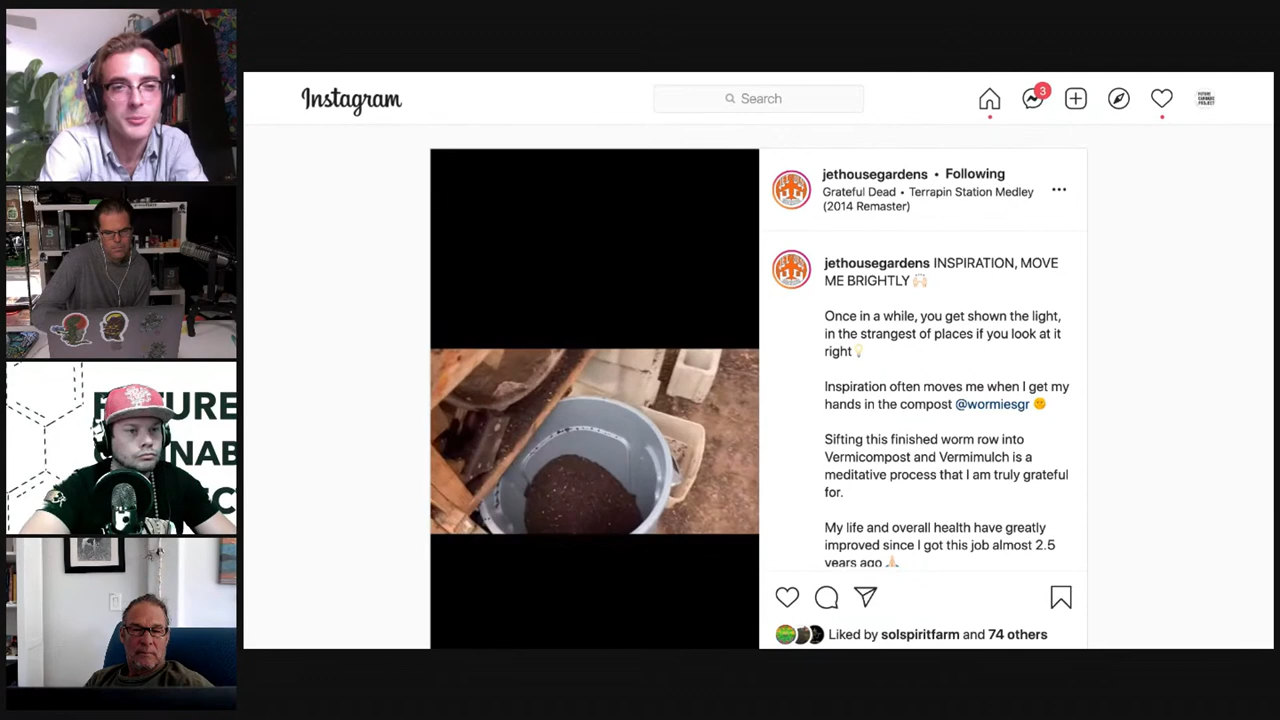 Instagram
Search
3
jethousegardens • Following
Grateful Dead • Terrapin Station Medley
(2014 Remaster)
jethousegardens INSPIRATION, MOVE
ME BRIGHTLY 🙌🏻
Once in a while, you get shown the light,
in the strangest of places if you look at it
right💡
Inspiration often moves me when I get my
hands in the compost @wormiesgr 🙂
Sifting this finished worm row into
Vermicompost and Vermimulch is a
meditative process that I am truly grateful
for.
My life and overall health have greatly
improved since I got this job almost 2.5
years ago 🙏🏻
Liked by solspiritfarm and 74 others